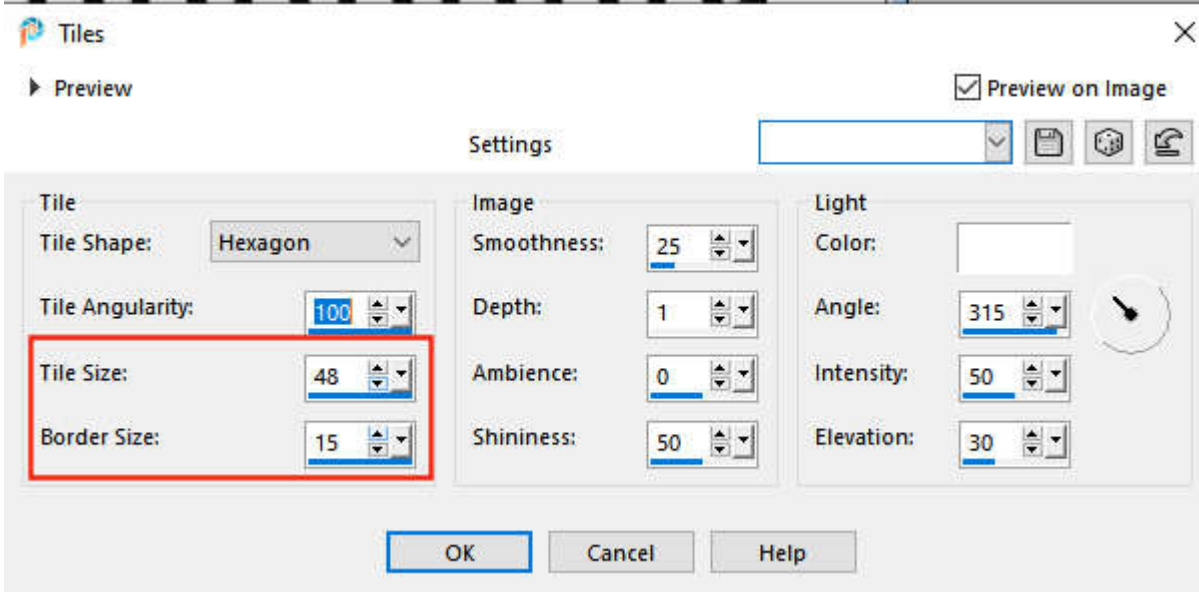 Tiles
Preview
Preview on Image
Settings
Tile
Tile Shape: Hexagon
Tile Angularity: 100
Tile Size: 48
Border Size: 15
Image
Smoothness: 25
Depth: 1
Ambience: 0
Shininess: 50
Light
Color:
Angle: 315
Intensity: 50
Elevation: 30
OK
Cancel
Help